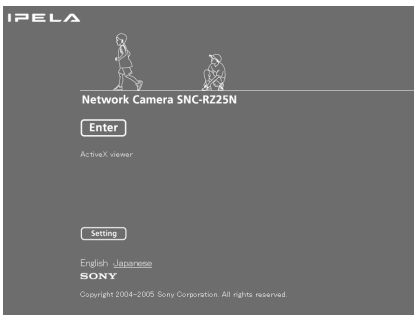 IPELA
Network Camera SNC-RZ25N
Enter
ActiveX viewer
Setting
English Japanese
SONY
Copyright 2004-2005 Sony Corporation. All rights reserved.